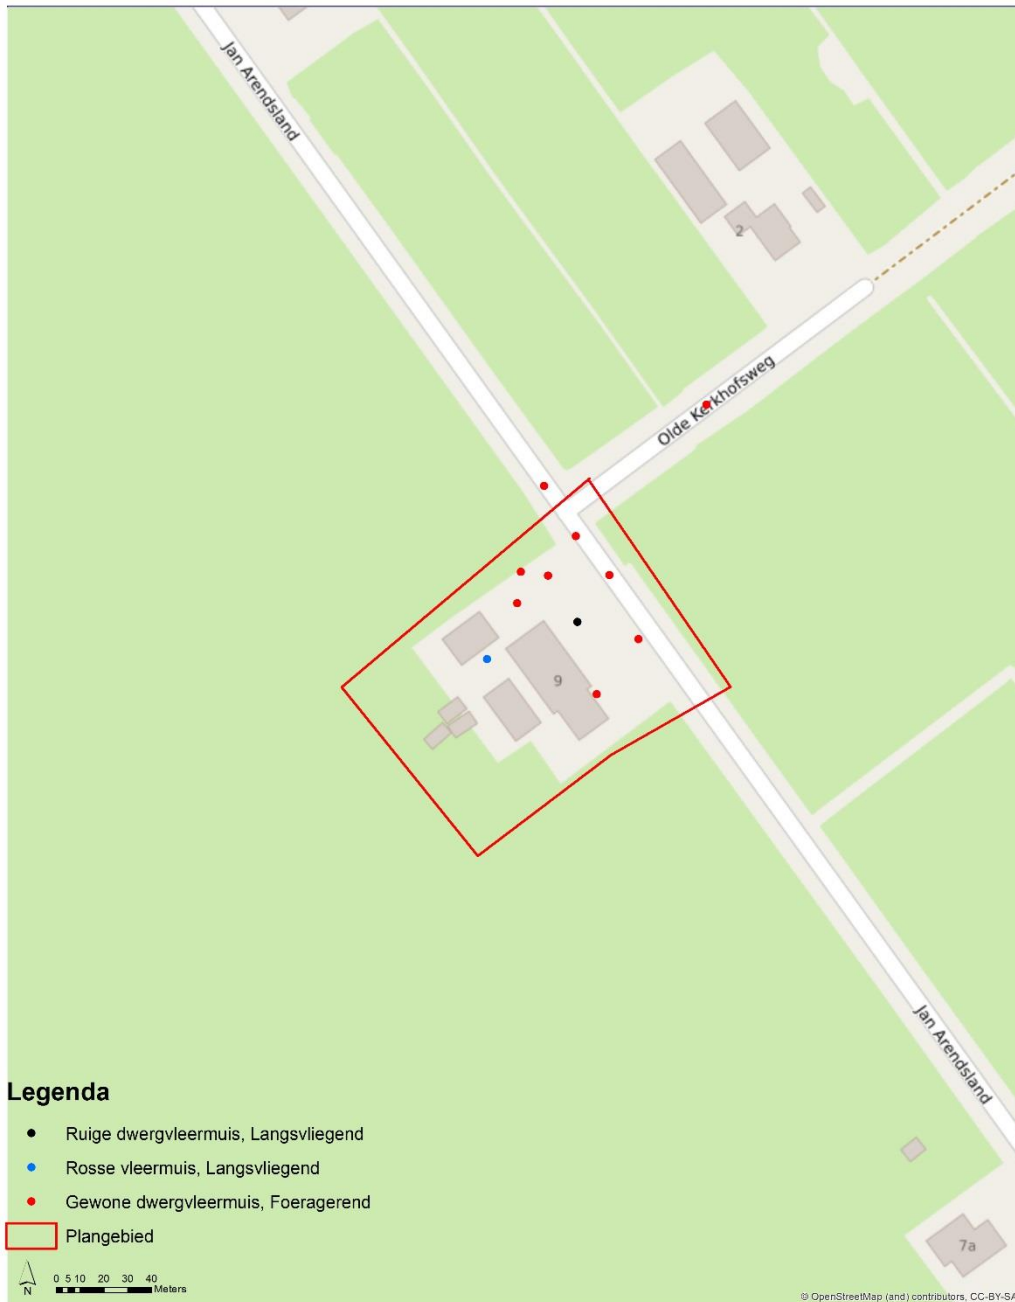 Jan Arendsland
2
Olde Kerkhofsweg
9
Jan Arendsland
Legenda
Ruige dwergvleermuis, Langsvliegend
Rosse vleermuis, Langsvliegend
Gewone dwergvleermuis, Foeragerend
Plangebied
7a
N
0 5 10 20 30 40
Meters
© OpenStreetMap (and) contributors, CC-BY-SA